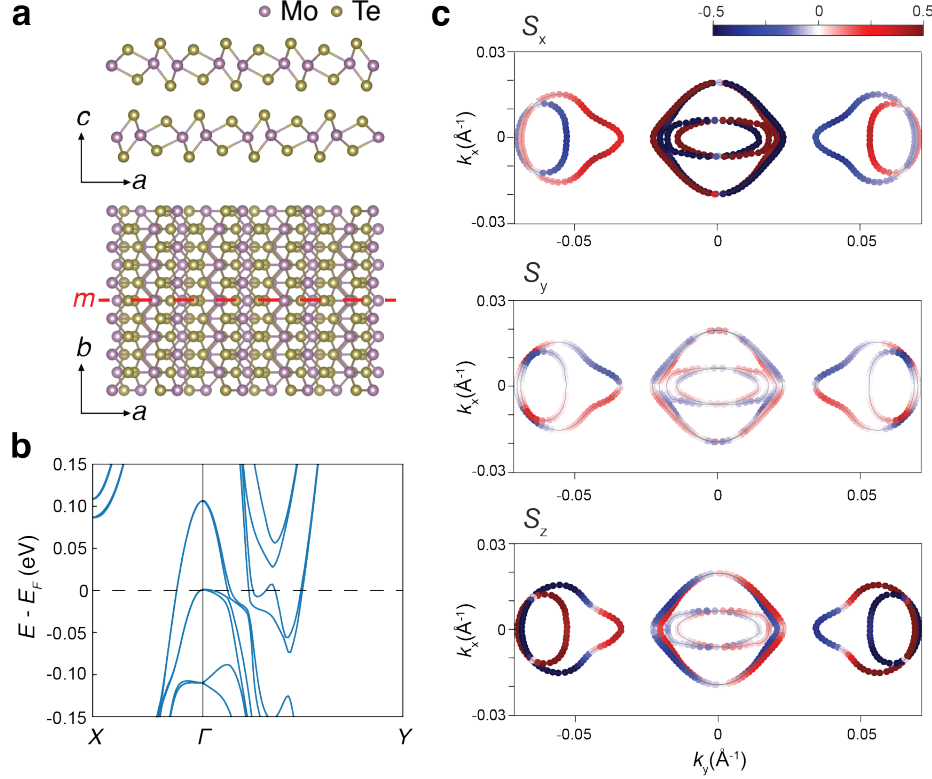 a
Mo Te
c
a
m
b
a
b
E - E_F (eV)
0.15
0.10
0.05
0
-0.05
-0.10
-0.15
X Γ Y
c
-0.5 0 0.5
S_x
k_x(Å⁻¹)
0.03
0
-0.03
-0.05 0 0.05
S_y
k_x(Å⁻¹)
0.03
0
-0.03
-0.05 0 0.05
S_z
k_x(Å⁻¹)
0.03
0
-0.03
-0.05 0 0.05
k_y(Å⁻¹)